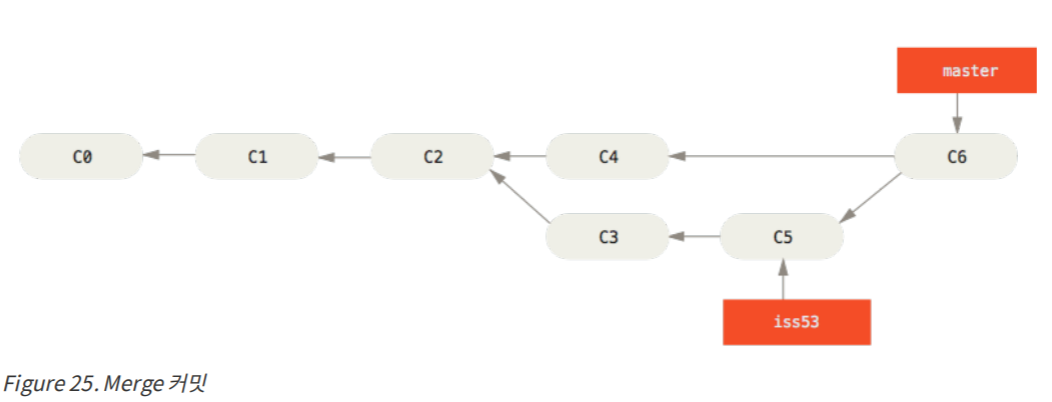 master
C0
C1
C2
C4
C6
C3
C5
iss53
Figure 25. Merge 커밋